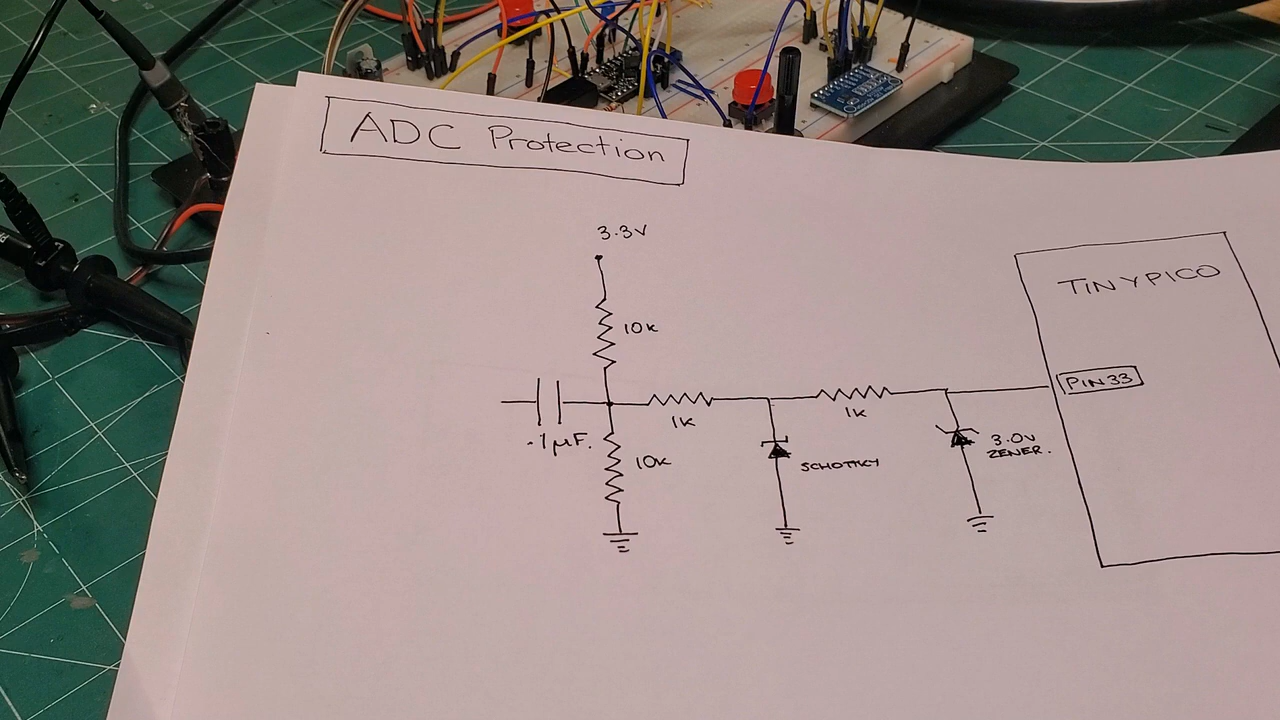 ADC Protection
3.3V
TINYPICO
10K
PIN33
1K
1K
.1µF.
10K
SCHOTTKY
3.0V
ZENER.